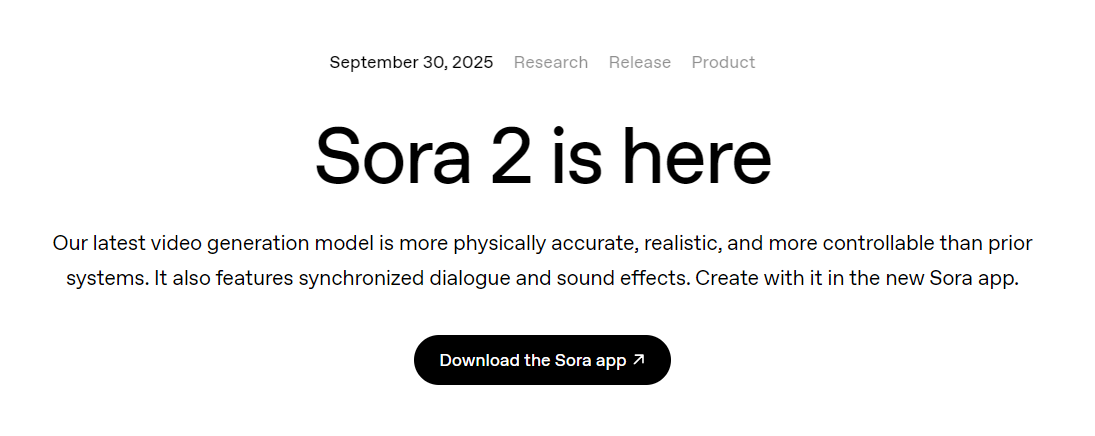 September 30, 2025 Research Release Product
Sora 2 is here
Our latest video generation model is more physically accurate, realistic, and more controllable than prior
systems. It also features synchronized dialogue and sound effects. Create with it in the new Sora app.
Download the Sora app ↗